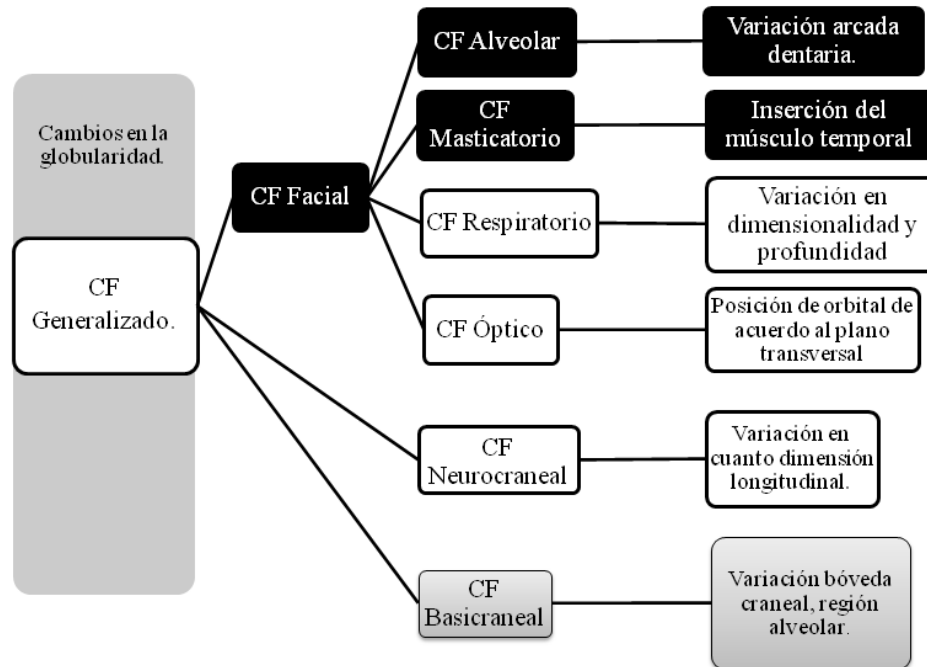 Cambios en la
globularidad.
CF
Generalizado.
CF Facial
CF Alveolar
Variación arcada
dentaria.
CF
Masticatorio
Inserción del
músculo temporal
CF Respiratorio
Variación en
dimensionalidad y
profundidad
CF Óptico
Posición de orbital de
acuerdo al plano
transversal
CF
Neurocraneal
Variación en
cuanto dimensión
longitudinal.
CF
Basicraneal
Variación bóveda
craneal, región
alveolar.